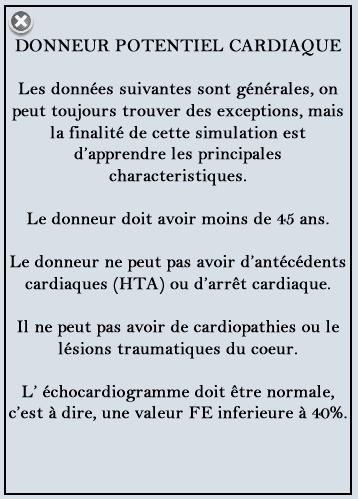 DONNEUR POTENTIEL CARDIAQUE
Les données suivantes sont générales, on
peut toujours trouver des exceptions, mais
la finalité de cette simulation est
d'apprendre les principales
characteristiques.
Le donneur doit avoir moins de 45 ans.
Le donneur ne peut pas avoir d'antécédents
cardiaques (HTA) ou d'arrêt cardiaque.
Il ne peut pas avoir de cardiopathies ou le
lésions traumatiques du coeur.
L' échocardiogramme doit être normale,
c'est à dire, une valeur FE inferieure à 40%.